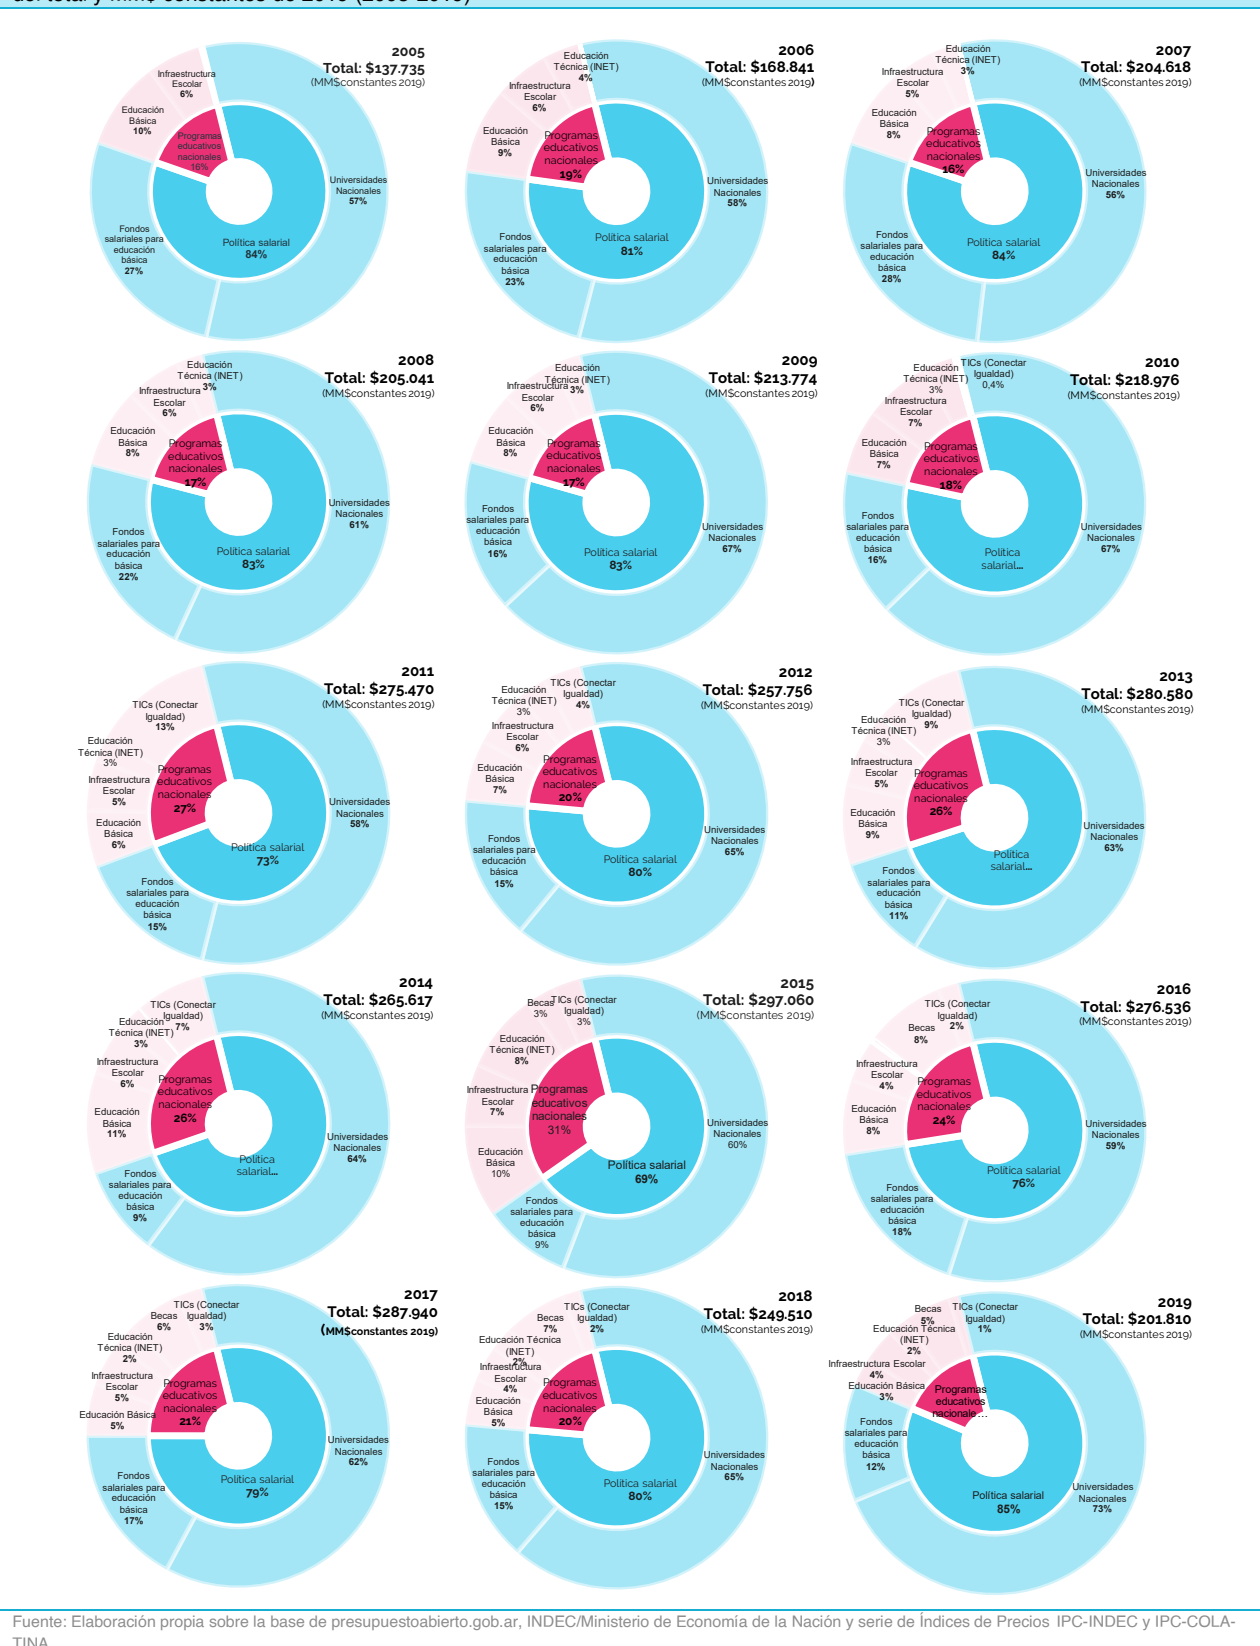 del total y MM$ constantes de 2019 (2005-2019)
2005
Total: $137.735
(MM$constantes 2019)
Infraestructura
Escolar
6%
Educación
Básica
10%
Programas
educativos
nacionales
16%
Universidades
Nacionales
57%
Fondos
salariales para
educación
básica
27%
Política salarial
84%
2006
Total: $168.841
(MM$constantes 2019)
Educación
Técnica (INET)
4%
Infraestructura
Escolar
6%
Educación
Básica
9%
Programas
educativos
nacionales
19%
Universidades
Nacionales
58%
Fondos
salariales para
educación
básica
23%
Politica salarial
81%
2007
Total: $204.618
(MM$constantes 2019)
Educación
Técnica (INET)
3%
Infraestructura
Escolar
5%
Educación
Básica
8%
Programas
educativos
nacionales
16%
Universidades
Nacionales
56%
Fondos
salariales para
educación
básica
28%
Politica salarial
84%
2008
Total: $205.041
(MM$constantes 2019)
Educación
Técnica (INET)
3%
Infraestructura
Escolar
6%
Educación
Básica
8%
Programas
educativos
nacionales
17%
Universidades
Nacionales
61%
Fondos
salariales para
educación
básica
22%
Política salarial
83%
2009
Total: $213.774
(MM$constantes 2019)
Educación
Técnica (INET)
3%
Infraestructura
Escolar
6%
Educación
Básica
8%
Programas
educativos
nacionales
17%
Universidades
Nacionales
67%
Fondos
salariales para
educación
básica
16%
Política salarial
83%
2010
Total: $218.976
(MM$constantes 2019)
TICs (Conectar
Igualdad)
0,4%
Educación
Técnica (INET)
3%
Infraestructura
Escolar
7%
Educación
Básica
7%
Programas
educativos
nacionales
18%
Universidades
Nacionales
67%
Fondos
salariales para
educación
básica
16%
Política
salarial...
2011
Total: $275.470
(MM$constantes 2019)
TICs (Conectar
Igualdad)
13%
Educación
Técnica (INET)
3%
Infraestructura
Escolar
5%
Educación
Básica
6%
Programas
educativos
nacionales
27%
Universidades
Nacionales
58%
Fondos
salariales para
educación
básica
15%
Politica salarial
73%
2012
Total: $257.756
(MM$constantes 2019)
TICs (Conectar
Igualdad)
4%
Educación
Técnica (INET)
3%
Infraestructura
Escolar
6%
Educación
Básica
7%
Programas
educativos
nacionales
20%
Universidades
Nacionales
65%
Fondos
salariales para
educación
básica
15%
Política salarial
80%
2013
Total: $280.580
(MM$constantes 2019)
TICs (Conectar
Igualdad)
9%
Educación
Técnica (INET)
3%
Infraestructura
Escolar
5%
Educación
Básica
9%
Programas
educativos
nacionales
26%
Universidades
Nacionales
63%
Fondos
salariales para
educación
básica
11%
Politica
salarial...
2014
Total: $265.617
(MM$constantes 2019)
TICs (Conectar
Igualdad)
7%
Educación
Técnica (INET)
3%
Infraestructura
Escolar
6%
Educación
Básica
11%
Programas
educativos
nacionales
26%
Universidades
Nacionales
64%
Fondos
salariales para
educación
básica
9%
Politica
salarial...
2015
Total: $297.060
(MM$constantes 2019)
TICs (Conectar
Igualdad)
3%
Becas
3%
Educación
Técnica (INET)
8%
Infraestructura
Escolar
7%
Educación
Básica
10%
Programas
educativos
nacionales
31%
Universidades
Nacionales
60%
Fondos
salariales para
educación
básica
9%
Política salarial
69%
2016
Total: $276.536
(MM$constantes 2019)
TICs (Conectar
Igualdad)
2%
Becas
8%
Infraestructura
Escolar
4%
Educación
Básica
8%
Programas
educativos
nacionales
24%
Universidades
Nacionales
59%
Fondos
salariales para
educación
básica
18%
Politica salarial
76%
2017
Total: $287.940
(MM$constantes 2019)
TICs (Conectar
Igualdad)
3%
Becas
6%
Educación
Técnica (INET)
2%
Infraestructura
Escolar
5%
Educación Básica
5%
Programas
educativos
nacionales
21%
Universidades
Nacionales
62%
Fondos
salariales para
educación
básica
17%
Política salarial
79%
2018
Total: $249.510
(MM$constantes 2019)
TICs (Conectar
Igualdad)
2%
Becas
7%
Educación Técnica
(INET)
2%
Infraestructura
Escolar
4%
Educación
Básica
5%
Programas
educativos
nacionales
20%
Universidades
Nacionales
65%
Fondos
salariales para
educación
básica
15%
Política salarial
80%
2019
Total: $201.810
(MM$constantes 2019)
TICs (Conectar
Igualdad)
1%
Becas
5%
Educación Técnica
(INET)
2%
Infraestructura Escolar
4%
Educación Básica
3%
Programas
educativos
nacionale...
Universidades
Nacionales
73%
Fondos
salariales para
educación
básica
12%
Política salarial
85%
Fuente: Elaboración propia sobre la base de presupuestoabierto.gob.ar, INDEC/Ministerio de Economía de la Nación y serie de Índices de Precios IPC-INDEC y IPC-COLA-
TINA